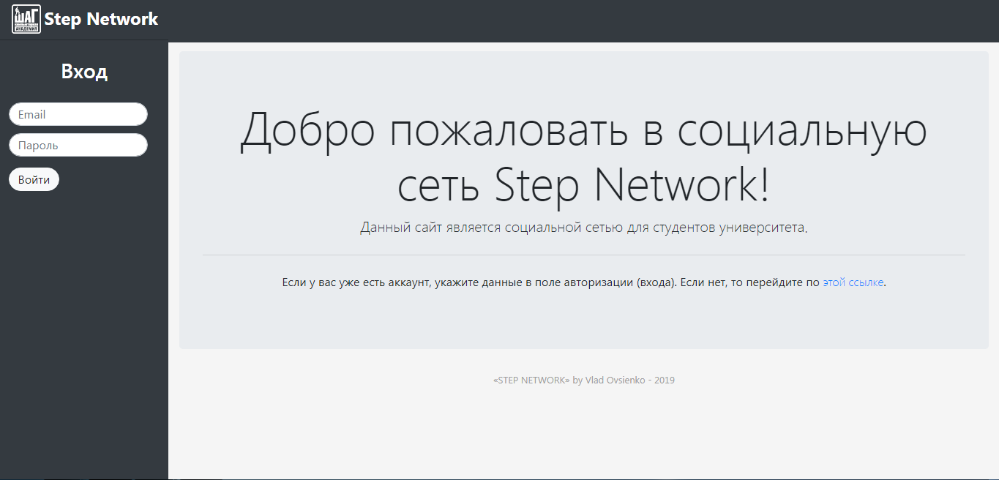 ШАГ
КОМПЬЮТЕРНАЯ
АКАДЕМИЯ
Step Network
Вход
Email
Пароль
Войти
Добро пожаловать в социальную
сеть Step Network!
Данный сайт является социальной сетью для студентов университета.
Если у вас уже есть аккаунт, укажите данные в поле авторизации (входа). Если нет, то перейдите по этой ссылке.
«STEP NETWORK» by Vlad Ovsienko - 2019